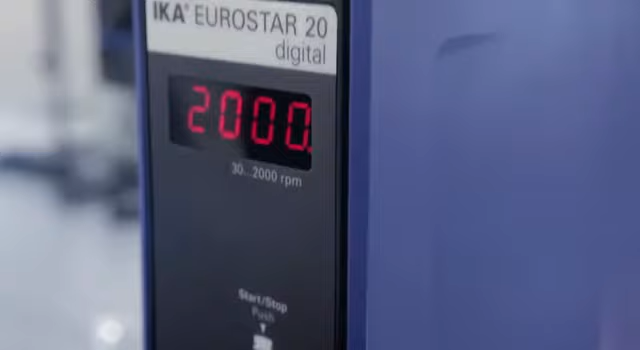 IKA® EUROSTAR 20
digital
2000.
30...2000 rpm
Start/Stop
Push